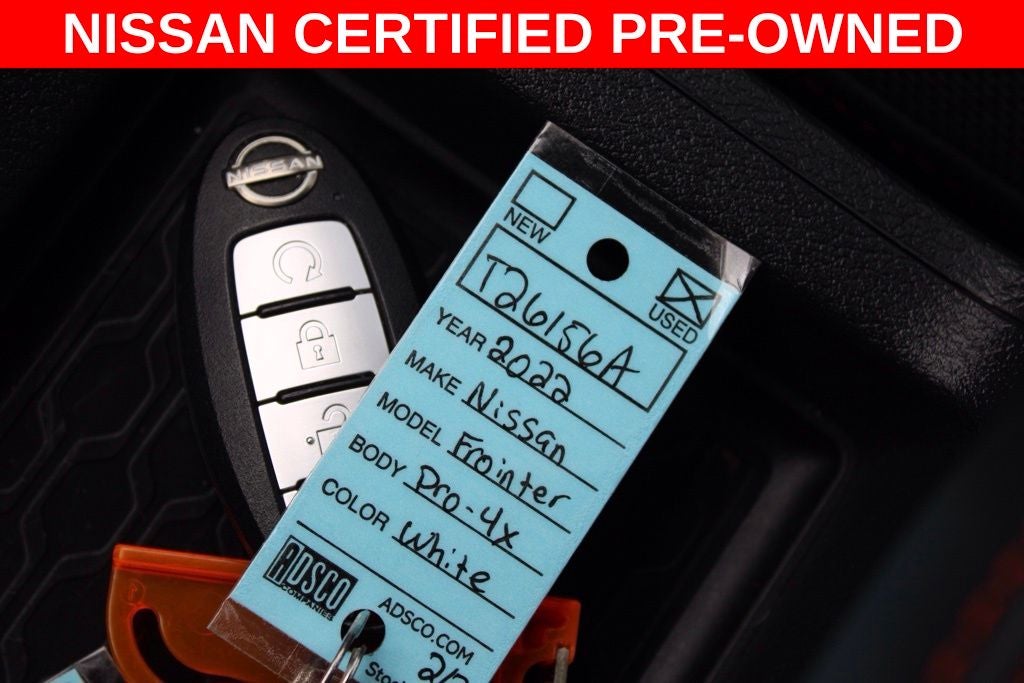 NISSAN CERTIFIED PRE-OWNED
NISSAN
NEW
USED
T26156A
YEAR 2022
MAKE Nissan
MODEL Frointer
BODY Pro-4x
COLOR White
ADSCO
COMPANIES
ADSCO.COM